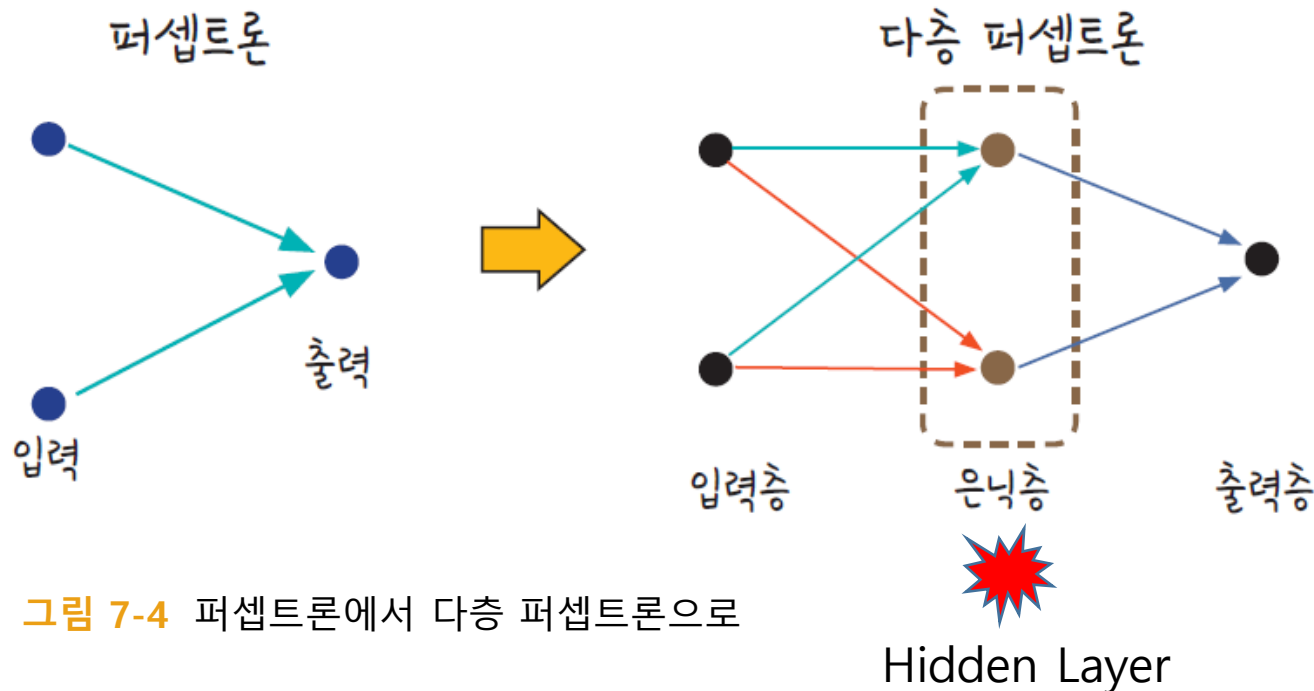 퍼셉트론
다층 퍼셉트론
출력
입력
입력층
은닉층
출력층
그림 7-4 퍼셉트론에서 다층 퍼셉트론으로
Hidden Layer